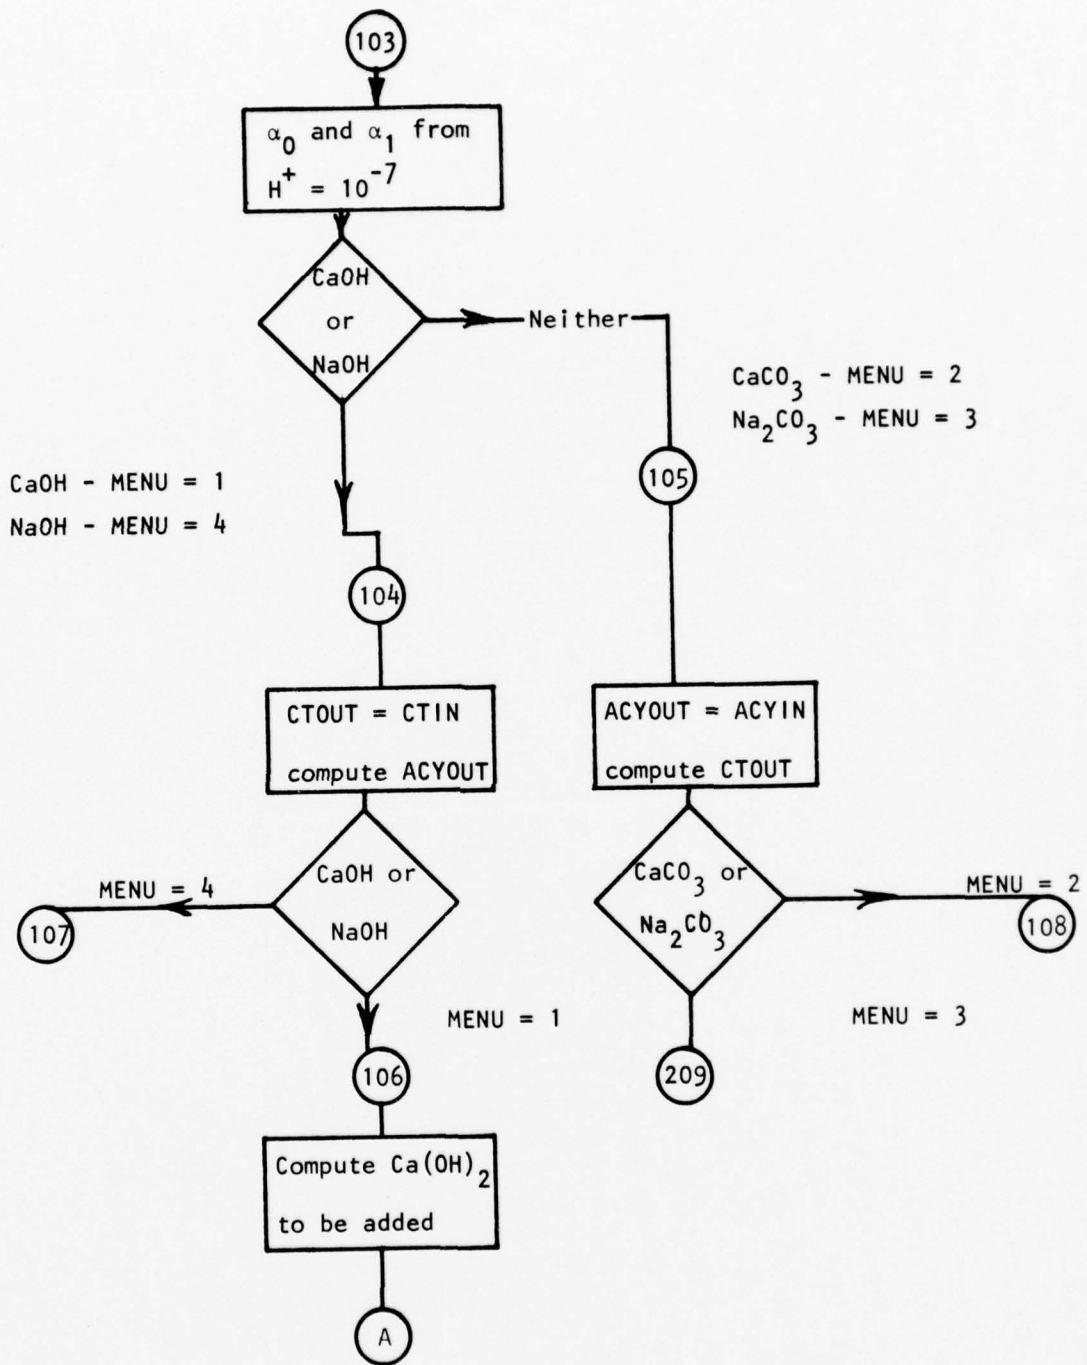 103
α₀ and α₁ from
H⁺ = 10⁻⁷
CaOH
or
NaOH
Neither
CaCO₃ - MENU = 2
Na₂CO₃ - MENU = 3
105
CaOH - MENU = 1
NaOH - MENU = 4
104
CTOUT = CTIN
compute ACYOUT
ACYOUT = ACYIN
compute CTOUT
CaOH or
NaOH
MENU = 4
107
CaCO₃ or
Na₂CO₃
MENU = 2
108
MENU = 1
MENU = 3
106
209
Compute Ca(OH)₂
to be added
A